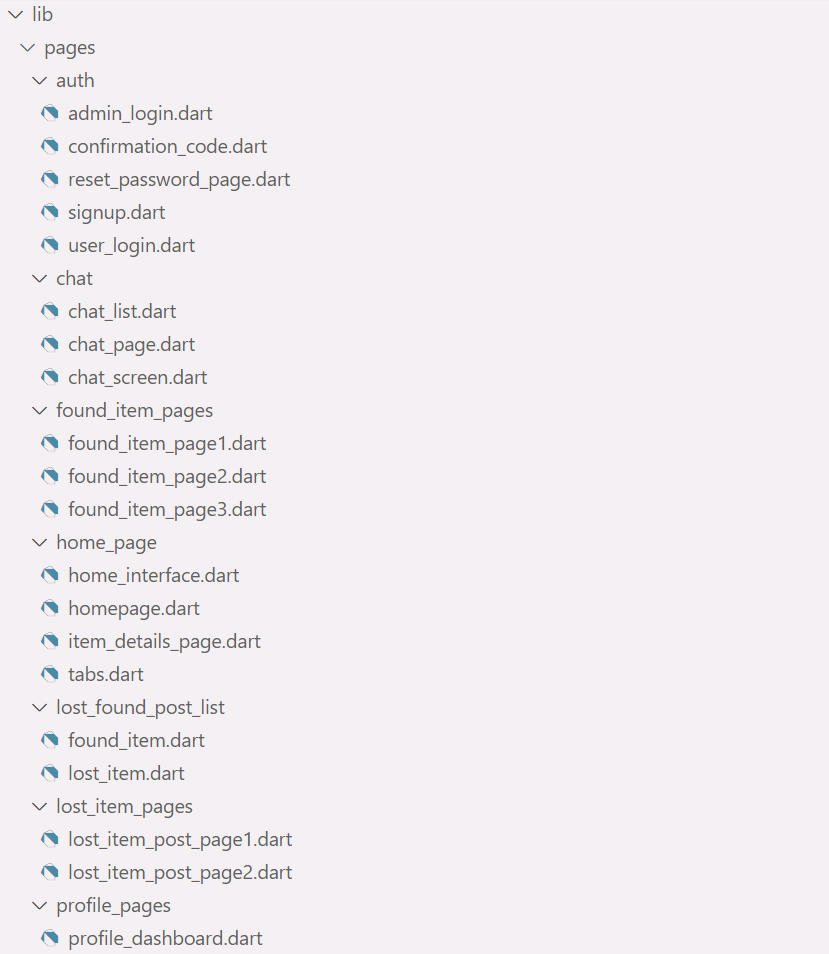 lib
pages
auth
admin_login.dart
confirmation_code.dart
reset_password_page.dart
signup.dart
user_login.dart
chat
chat_list.dart
chat_page.dart
chat_screen.dart
found_item_pages
found_item_page1.dart
found_item_page2.dart
found_item_page3.dart
home_page
home_interface.dart
homepage.dart
item_details_page.dart
tabs.dart
lost_found_post_list
found_item.dart
lost_item.dart
lost_item_pages
lost_item_post_page1.dart
lost_item_post_page2.dart
profile_pages
profile_dashboard.dart